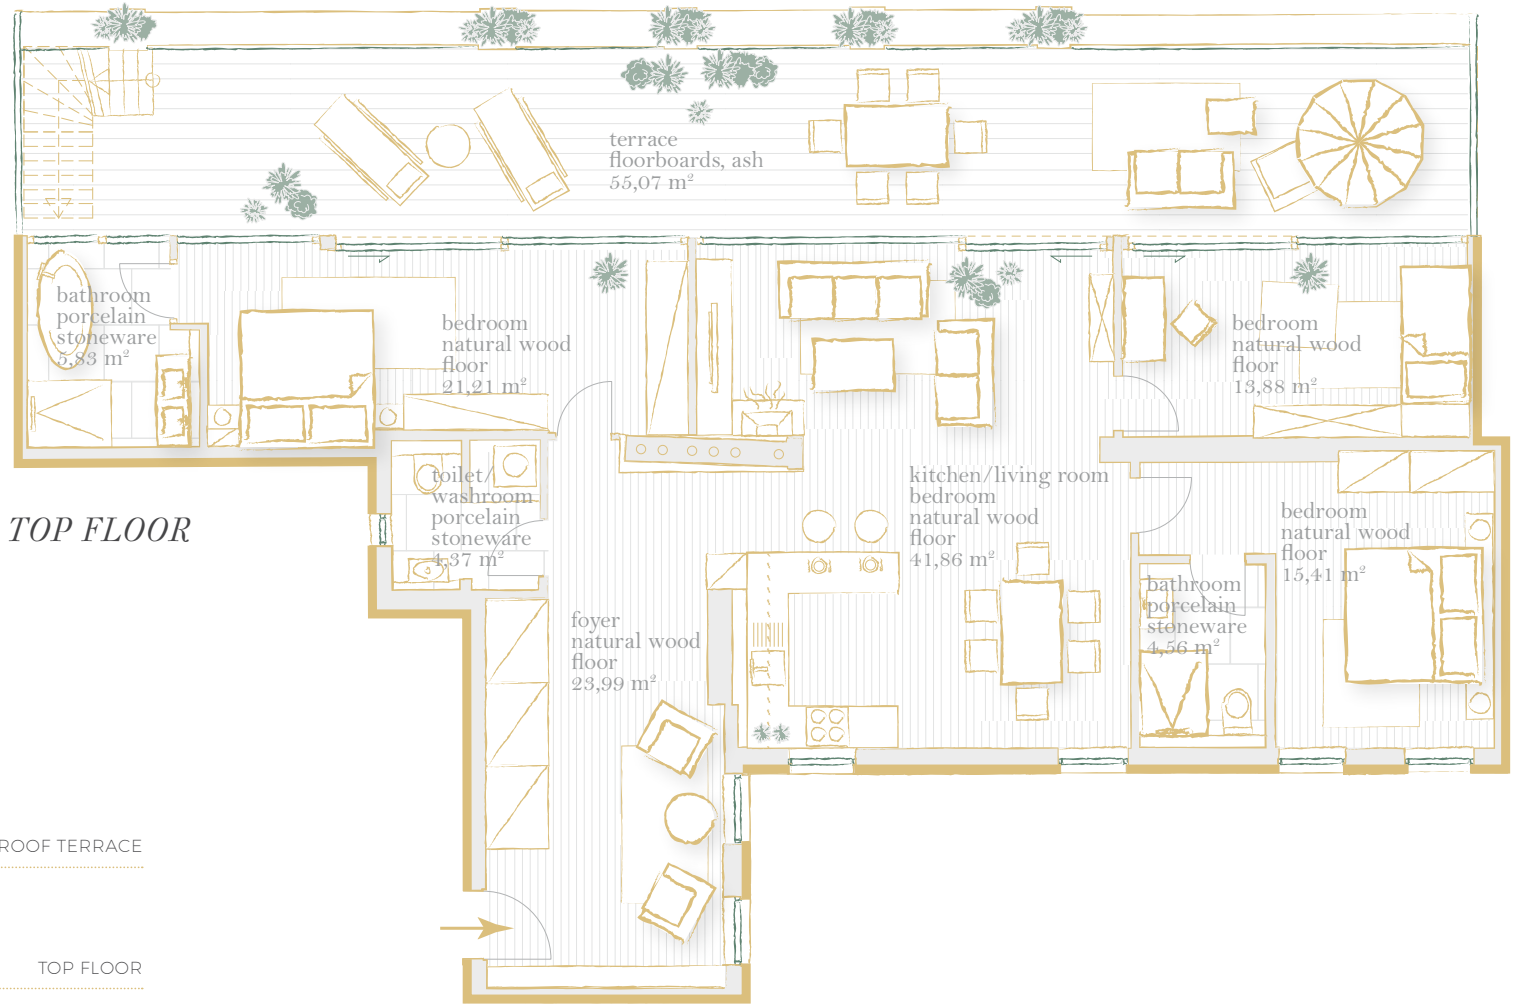 terrace
floorboards, ash
55,07 m²
bathroom
porcelain
stoneware
5,83 m²
bedroom
natural wood
floor
21,21 m²
bedroom
natural wood
floor
13,88 m²
toilet/
washroom
porcelain
stoneware
4,37 m²
kitchen/living room
bedroom
natural wood
floor
41,86 m²
bedroom
natural wood
floor
15,41 m²
TOP FLOOR
bathroom
porcelain
stoneware
4,56 m²
foyer
natural wood
floor
23,99 m²
ROOF TERRACE
TOP FLOOR